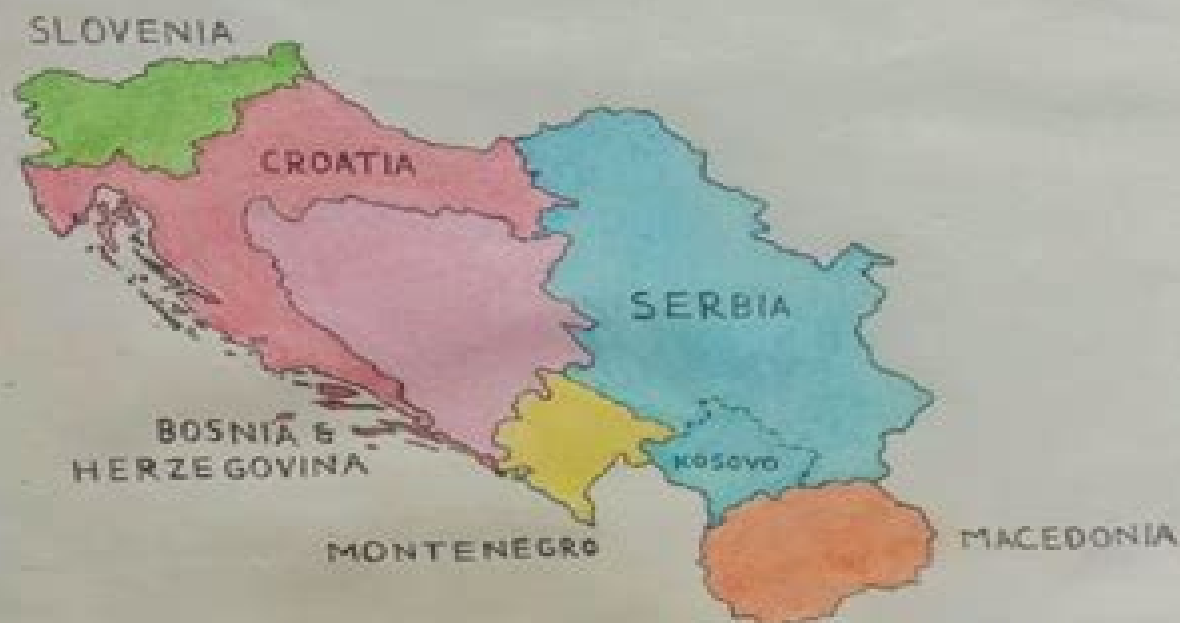 SLOVENIA
CROATIA
SERBIA
BOSNIA &
HERZEGOVINA
KOSOVO
MONTENEGRO
MACEDONIA